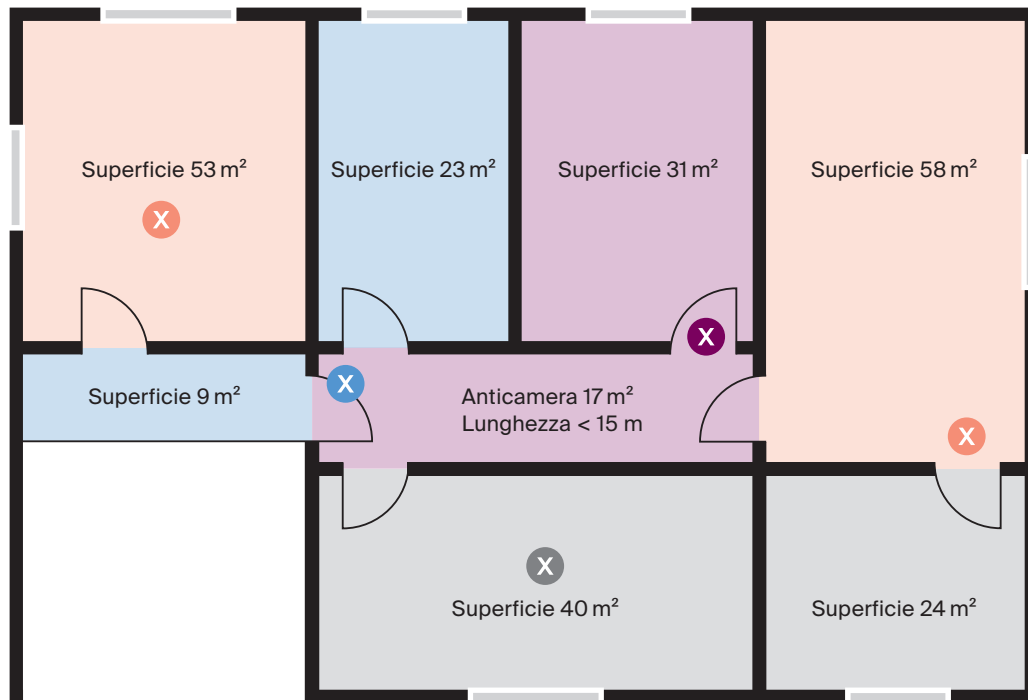 Superficie 53 m²
Superficie 23 m²
Superficie 31 m²
Superficie 58 m²
X
X
X
Superficie 9 m²
Anticamera 17 m²
Lunghezza < 15 m
X
X
Superficie 40 m²
Superficie 24 m²